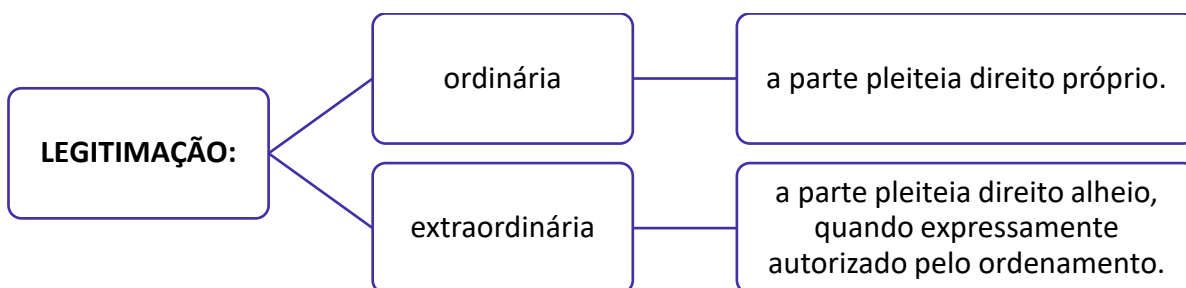 LEGITIMAÇÃO:
ordinária
a parte pleiteia direito próprio.
extraordinária
a parte pleiteia direito alheio,
quando expressamente
autorizado pelo ordenamento.